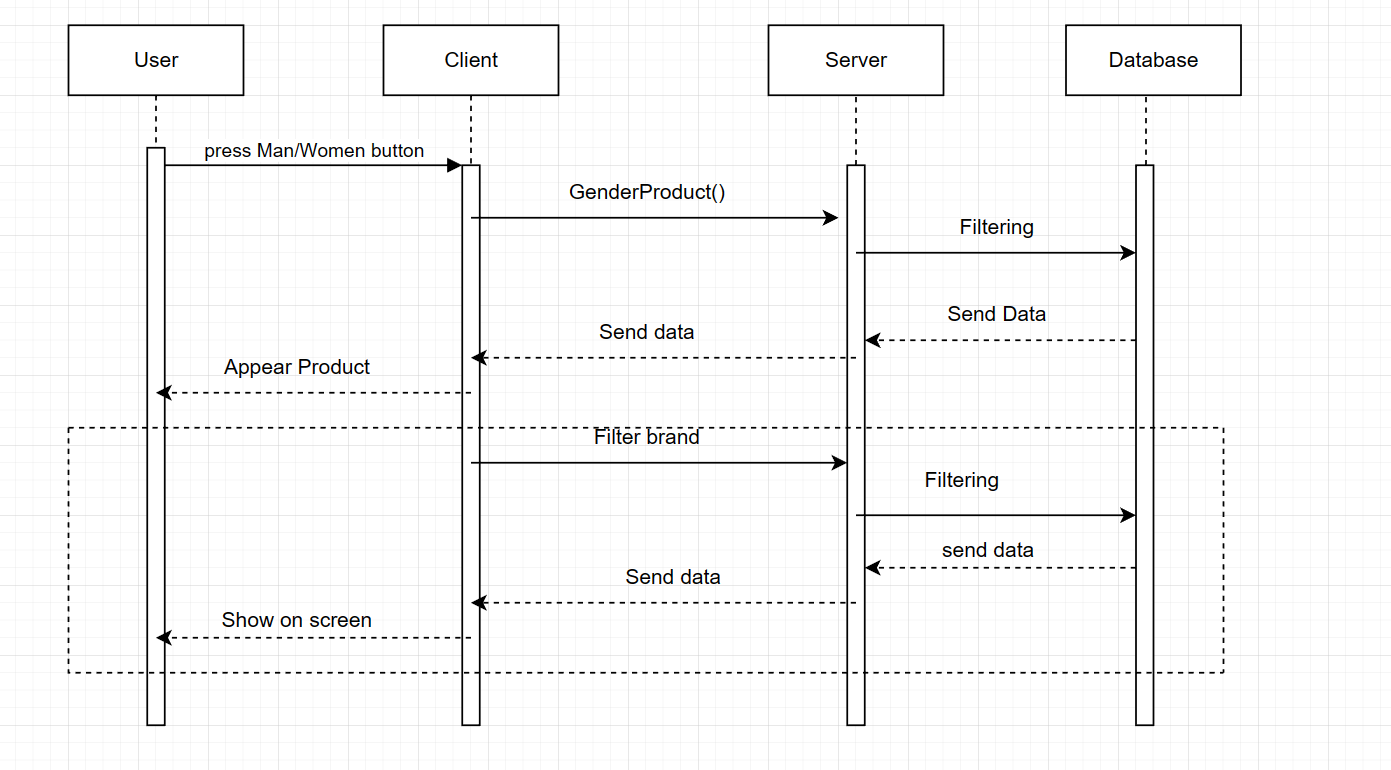 User
Client
Server
Database
press Man/Women button
GenderProduct()
Filtering
Send Data
Send data
Appear Product
Filter brand
Filtering
send data
Send data
Show on screen